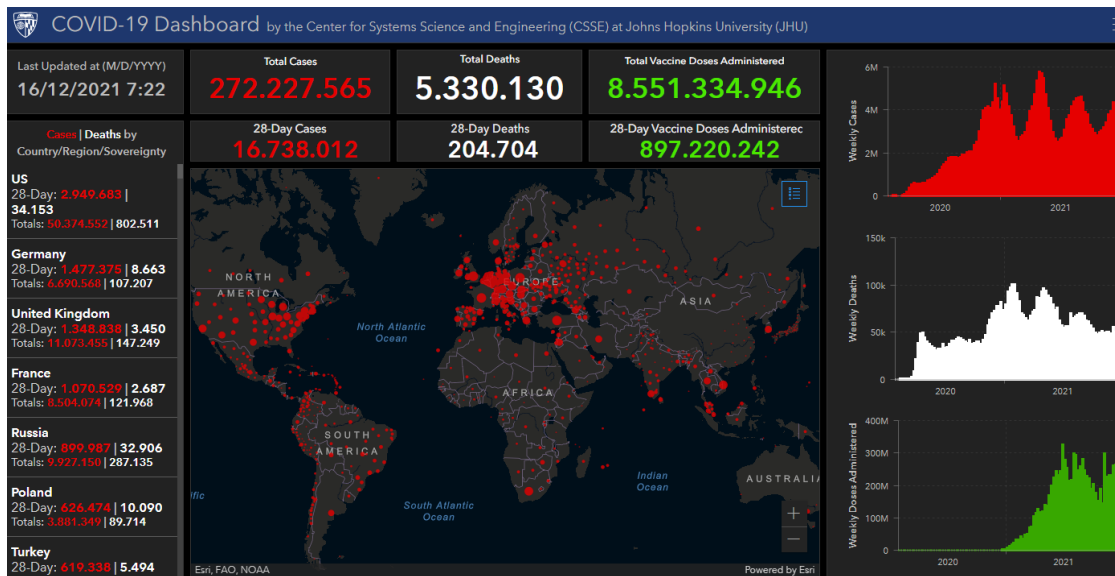 COVID-19 Dashboard by the Center for Systems Science and Engineering (CSSE) at Johns Hopkins University (JHU)
Last Updated at (M/D/YYYY)
16/12/2021 7:22
Cases | Deaths by
Country/Region/Sovereignty
US
28-Day: 2.949.683 |
34.153
Totals: 50.374.552 | 802.511
Germany
28-Day: 1.477.375 | 8.663
Totals: 6.690.568 | 107.207
United Kingdom
28-Day: 1.348.838 | 3.450
Totals: 11.073.455 | 147.249
France
28-Day: 1.070.529 | 2.687
Totals: 8.504.074 | 121.968
Russia
28-Day: 899.987 | 32.906
Totals: 9.927.150 | 287.135
Poland
28-Day: 626.474 | 10.090
Totals: 3.881.349 | 89.714
Turkey
28-Day: 619.338 | 5.494
Total Cases
272.227.565
Total Deaths
5.330.130
Total Vaccine Doses Administered
8.551.334.946
28-Day Cases
16.738.012
28-Day Deaths
204.704
28-Day Vaccine Doses Administerec
897.220.242
NORTH
AMERICA
EUROPE
ASIA
North Atlantic
Ocean
AFRICA
SOUTH
AMERICA
Indian
Ocean
AUSTRALIA
fic
South Atlantic
Ocean
+
−
Esri, FAO, NOAA
Powered by Esri
Weekly Cases
6M
4M
2M
0
2020
2021
Weekly Deaths
150k
100k
50k
0
2020
2021
Weekly Doses Administered
400M
300M
200M
100M
0
2020
2021